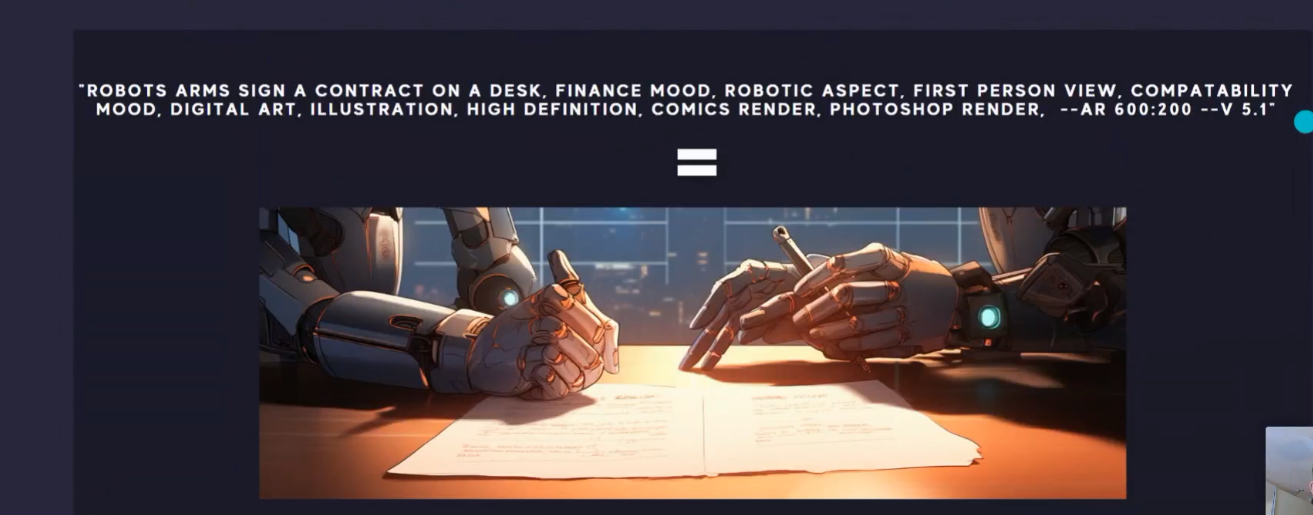 "ROBOTS ARMS SIGN A CONTRACT ON A DESK, FINANCE MOOD, ROBOTIC ASPECT, FIRST PERSON VIEW, COMPATABILITY
MOOD, DIGITAL ART, ILLUSTRATION, HIGH DEFINITION, COMICS RENDER, PHOTOSHOP RENDER, --AR 600:200 --V 5.1"
=